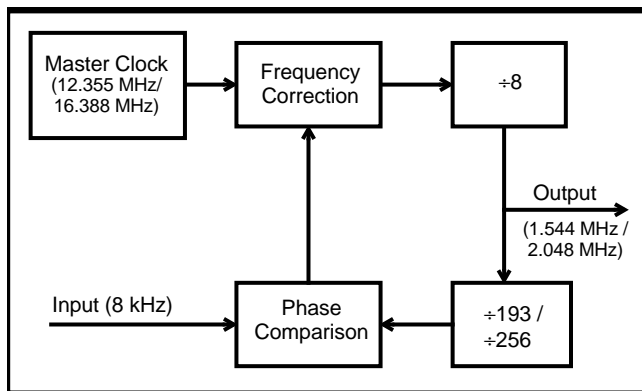 Master Clock
(12.355 MHz/
16.388 MHz)
Frequency
Correction
÷8
Output
(1.544 MHz /
2.048 MHz)
Input (8 kHz)
Phase
Comparison
÷193 /
÷256